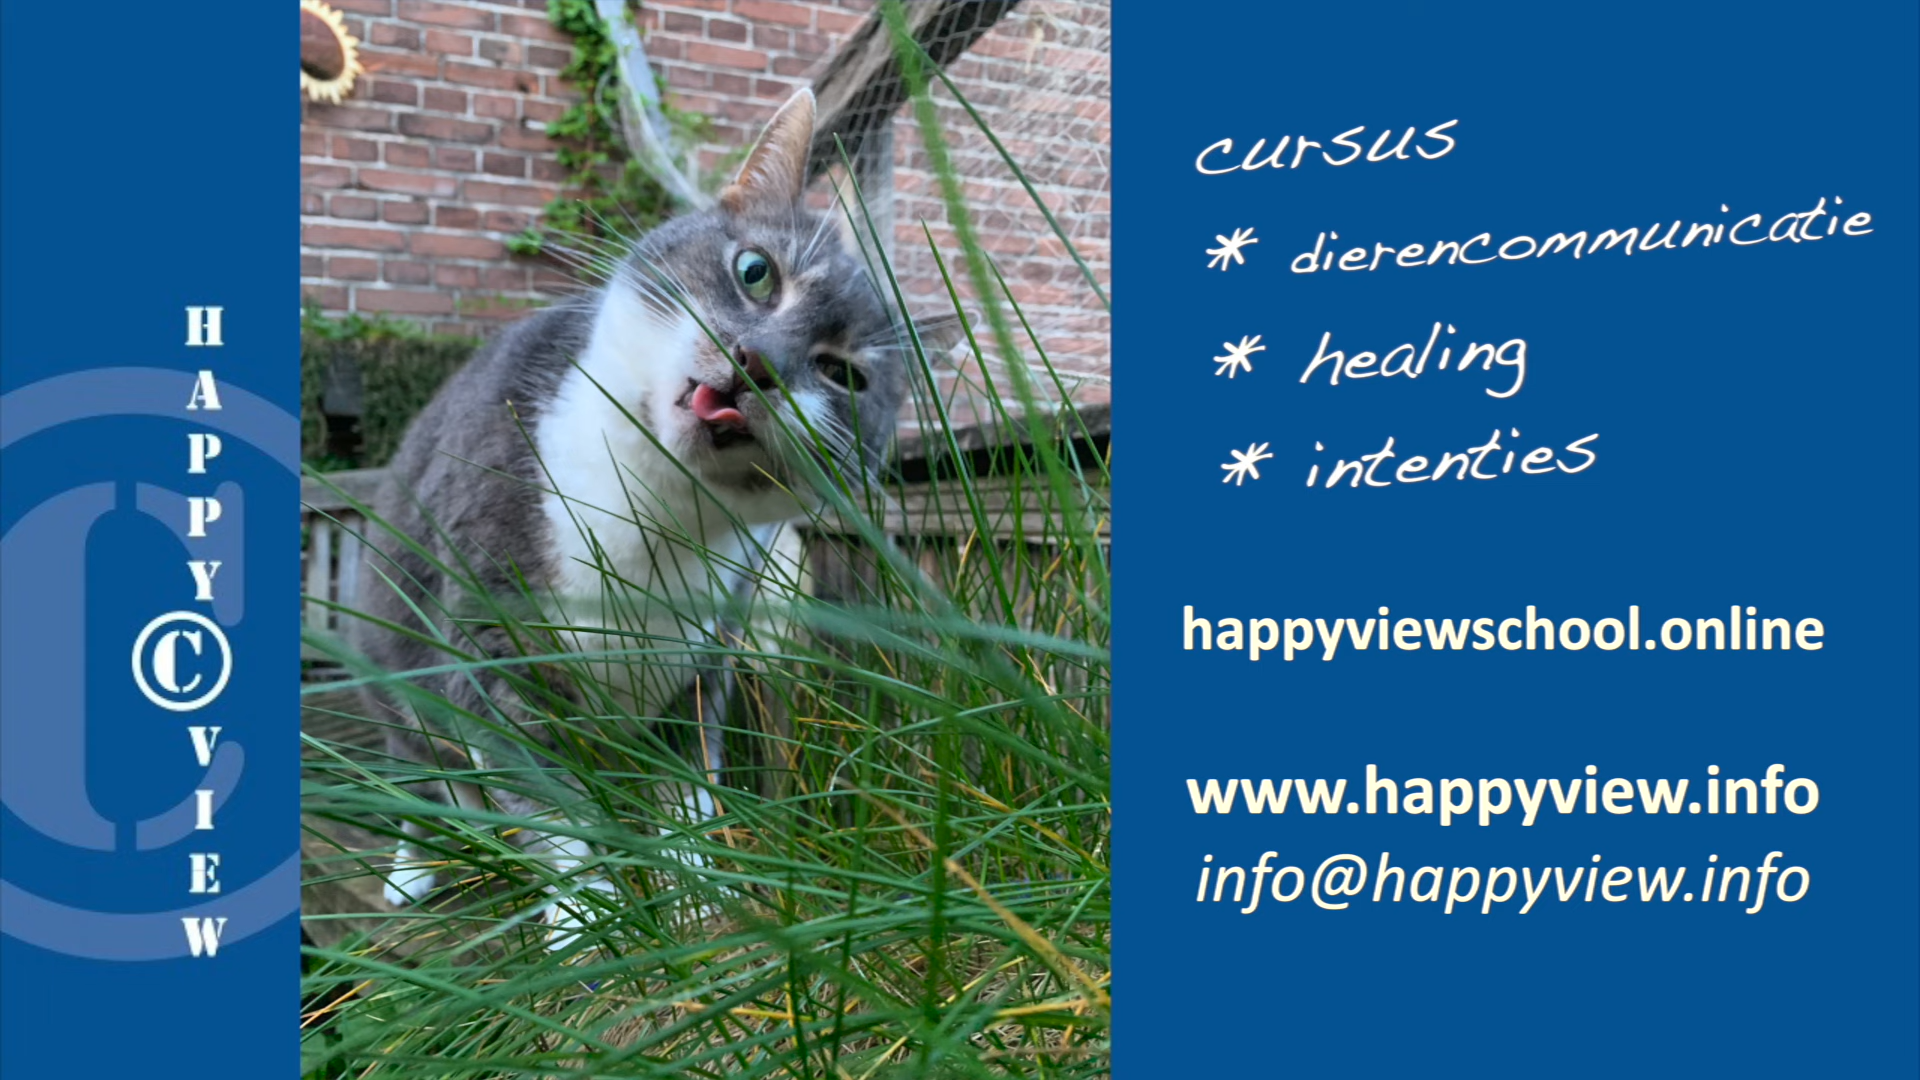 HAPPY©VIEW
cursus
* dierencommunicatie
* healing
* intenties
happyviewschool.online
www.happyview.info
info@happyview.info